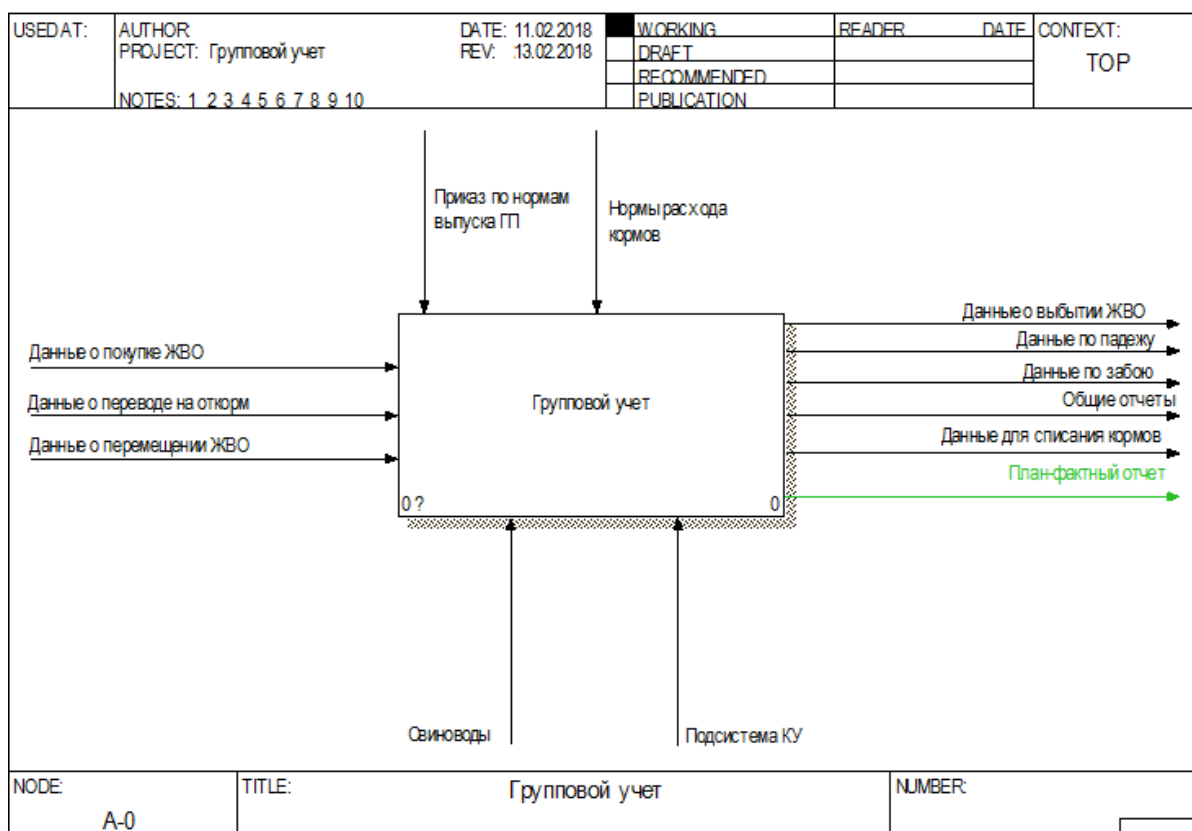 USED AT: AUTHOR: DATE: 11.02.2018 WORKING READER DATE CONTEXT:
PROJECT: Групповой учет REV: 13.02.2018 DRAFT
TOP
RECOMMENDED
NOTES: 1 2 3 4 5 6 7 8 9 10 PUBLICATION
Приказ по нормам
выпуска ГП
Нормы расхода
кормов
Данные о покупке ЖВО
Данные о переводе на откорм
Данные о перемещении ЖВО
Групповой учет
0 ? 0
Данные о выбытии ЖВО
Данные по падежу
Данные по забою
Общие отчеты
Данные для списания кормов
План-фактный отчет
Свиноводы
Подсистема КУ
NODE: TITLE: Групповой учет NUMBER:
A-0